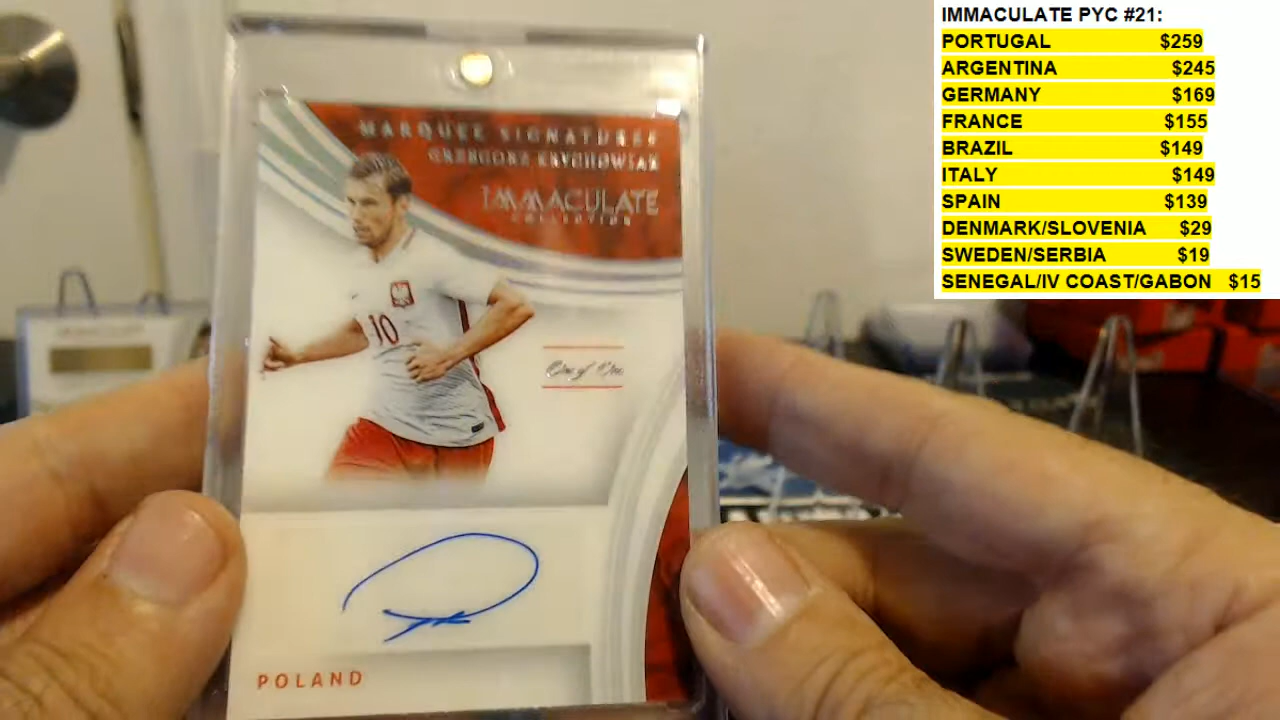 IMMACULATE PYC #21:
PORTUGAL $259
ARGENTINA $245
GERMANY $169
FRANCE $155
BRAZIL $149
ITALY $149
SPAIN $139
DENMARK/SLOVENIA $29
SWEDEN/SERBIA $19
SENEGAL/IV COAST/GABON $15
MARQUEE SIGNATURES
GRZEGORZ KRYCHOWIAK
IMMACULATE
COLLECTION
10
One of One
POLAND
IMMACULATE